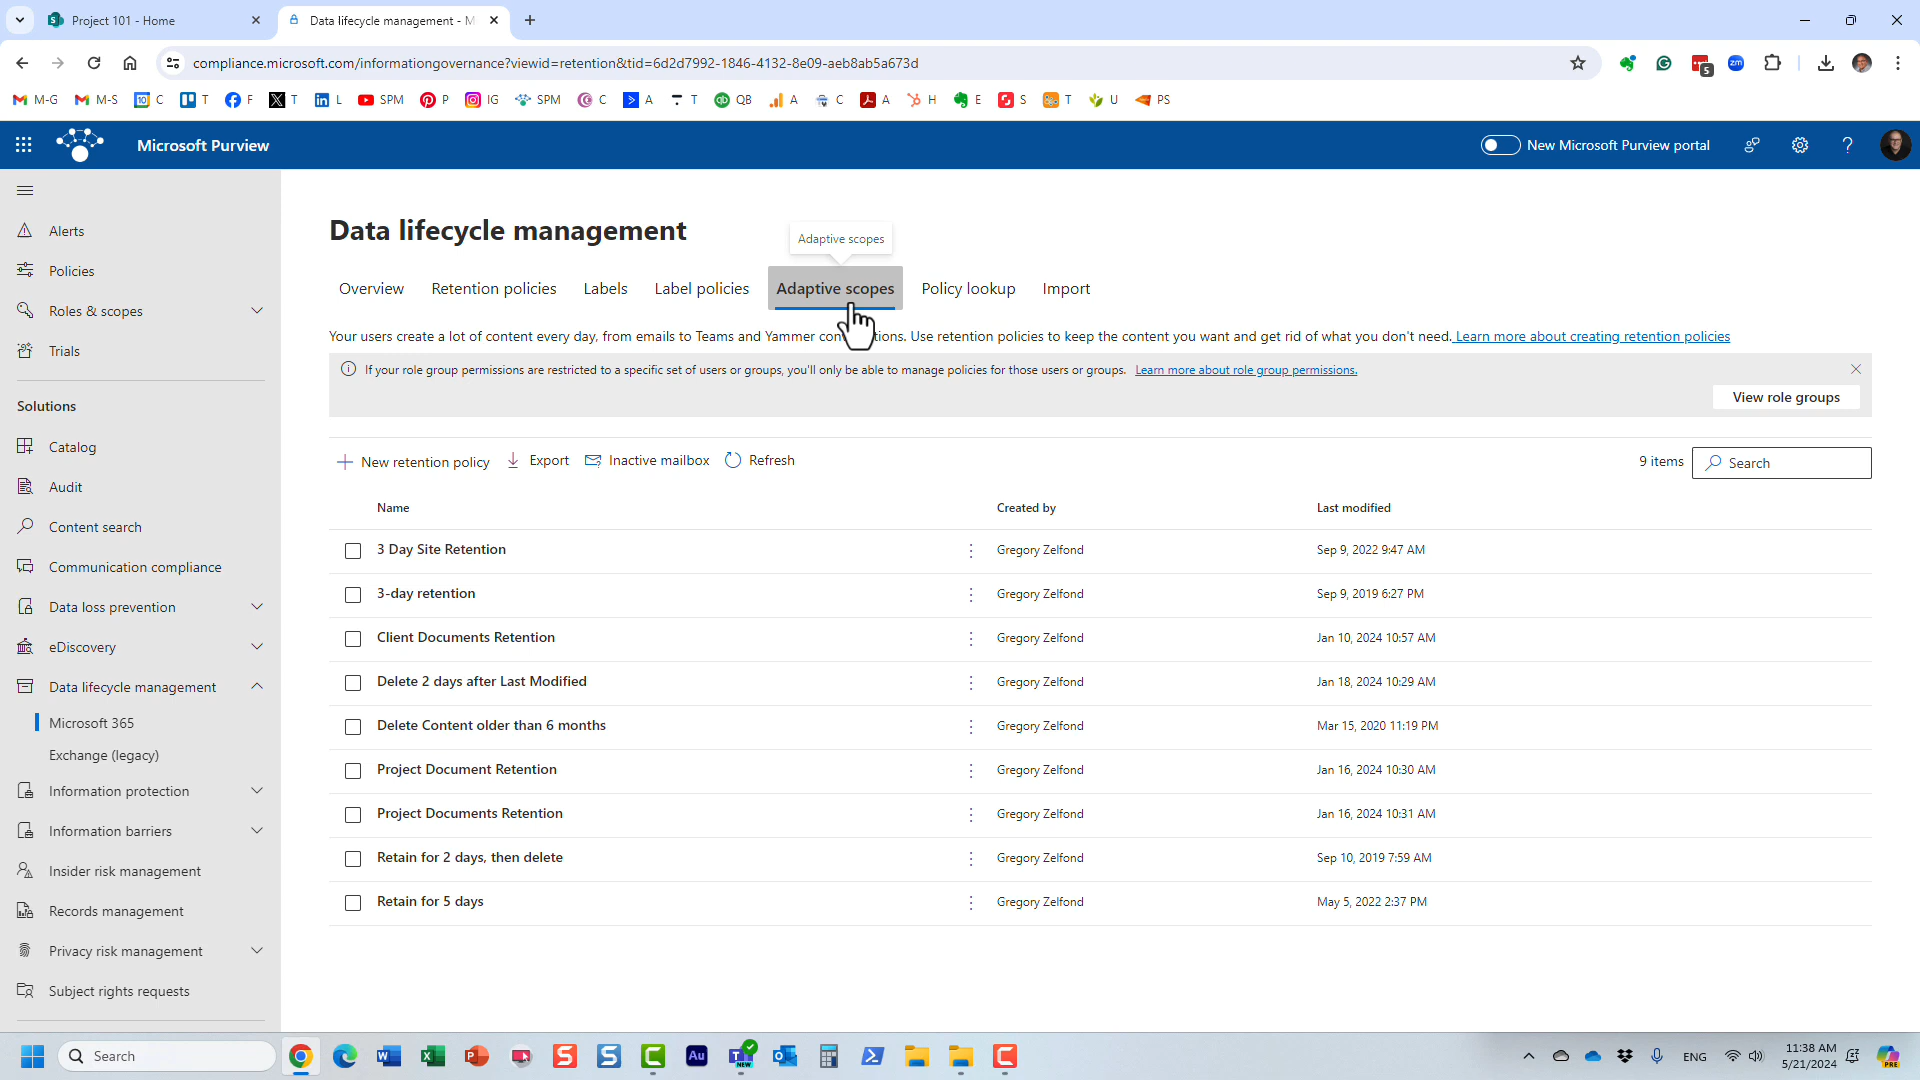 Project 101 - Home
Data lifecycle management - M
compliance.microsoft.com/informationgovernance?viewid=retention&tid=6d2d7992-1846-4132-8e09-aeb8ab5a673d
5
zm
M-G
M-S
10
C
T
F
T
L
SPM
P
IG
SPM
C
A
T
QB
A
C
A
H
E
S
T
U
PS
Microsoft Purview
New Microsoft Purview portal
?
Alerts
Policies
Roles & scopes
Trials
Solutions
Catalog
Audit
Content search
Communication compliance
Data loss prevention
eDiscovery
Data lifecycle management
Microsoft 365
Exchange (legacy)
Information protection
Information barriers
Insider risk management
Records management
Privacy risk management
Subject rights requests
Data lifecycle management
Adaptive scopes
Overview
Retention policies
Labels
Label policies
Adaptive scopes
Policy lookup
Import
Your users create a lot of content every day, from emails to Teams and Yammer con tions. Use retention policies to keep the content you want and get rid of what you don't need. Learn more about creating retention policies
If your role group permissions are restricted to a specific set of users or groups, you'll only be able to manage policies for those users or groups. Learn more about role group permissions.
View role groups
New retention policy
Export
Inactive mailbox
Refresh
9 items
Search
Name Created by Last modified
3 Day Site Retention Gregory Zelfond Sep 9, 2022 9:47 AM
3-day retention Gregory Zelfond Sep 9, 2019 6:27 PM
Client Documents Retention Gregory Zelfond Jan 10, 2024 10:57 AM
Delete 2 days after Last Modified Gregory Zelfond Jan 18, 2024 10:29 AM
Delete Content older than 6 months Gregory Zelfond Mar 15, 2020 11:19 PM
Project Document Retention Gregory Zelfond Jan 16, 2024 10:30 AM
Project Documents Retention Gregory Zelfond Jan 16, 2024 10:31 AM
Retain for 2 days, then delete Gregory Zelfond Sep 10, 2019 7:59 AM
Retain for 5 days Gregory Zelfond May 5, 2022 2:37 PM
Search
Au
NEW
ENG
11:38 AM
5/21/2024
PRE